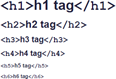 <h1>h1 tag</h1>
<h2>h2 tag</h2>
<h3>h3 tag</h3>
<h4>h4 tag</h4>
<h5>h5 tag</h5>
<h6>h6 tag</h6>